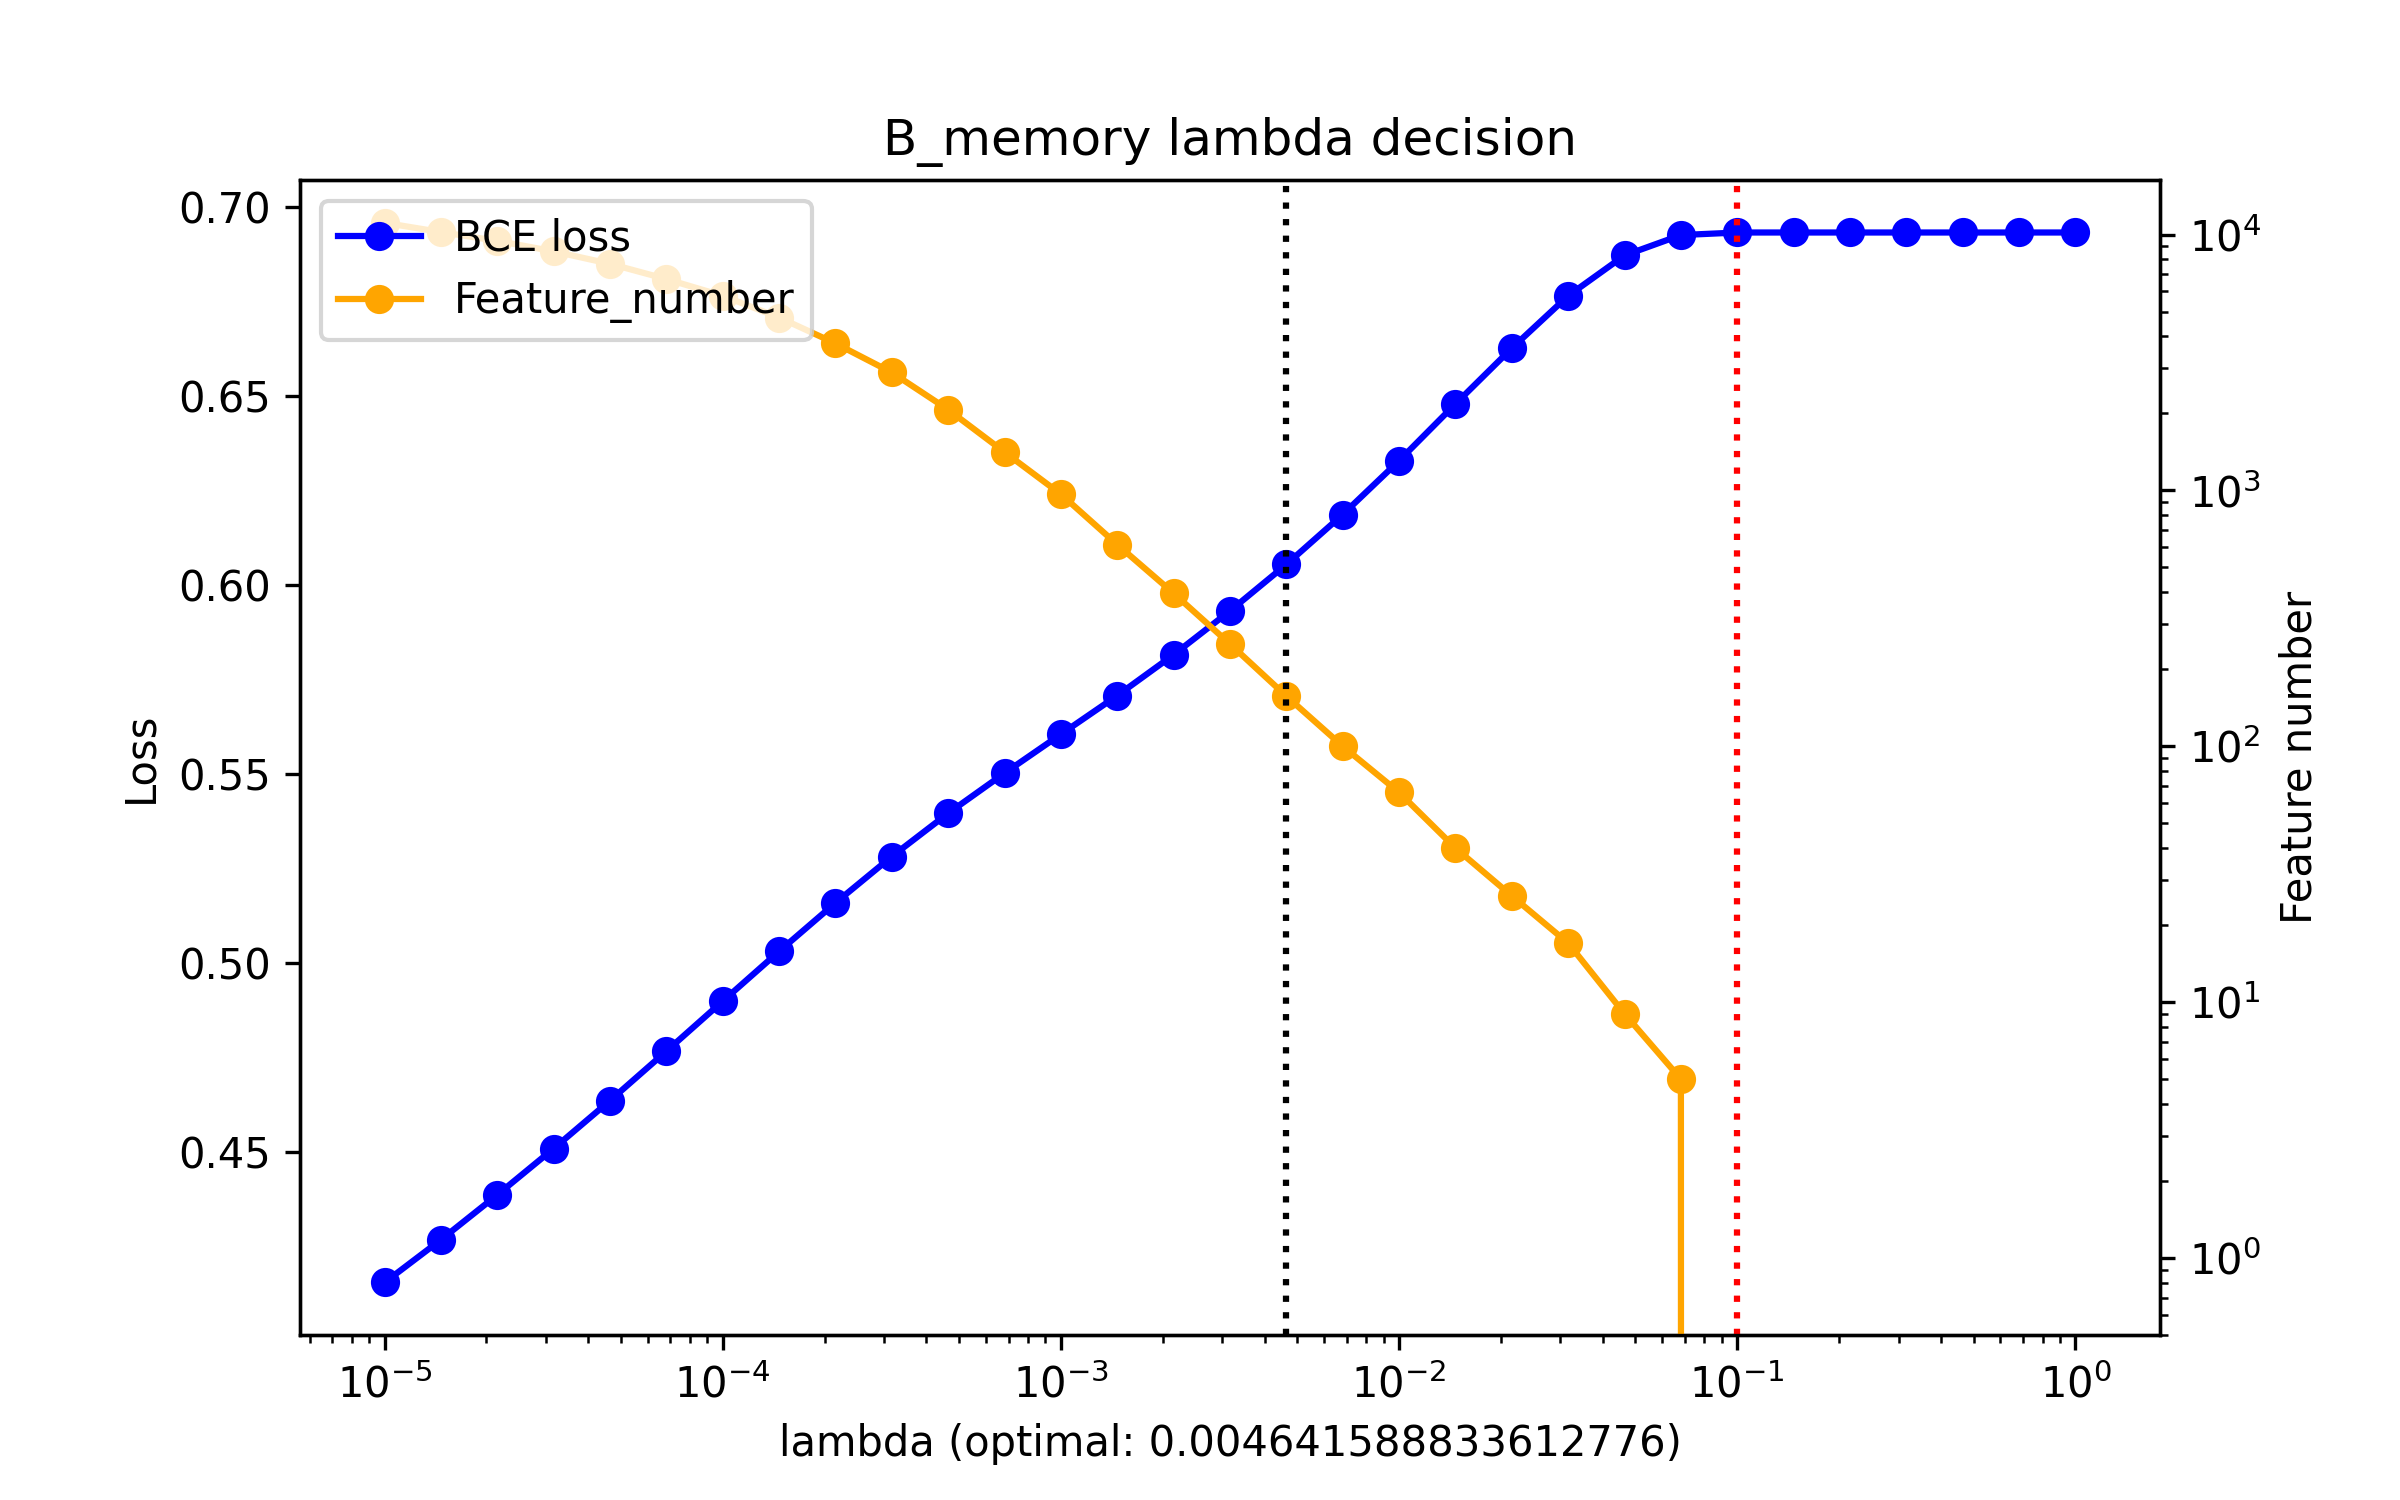 B_memory lambda decision
BCE loss
Feature_number
0.70
0.65
0.60
0.55
0.50
0.45
Loss
10⁴
10³
10²
10¹
10⁰
Feature number
10⁻⁵ 10⁻⁴ 10⁻³ 10⁻² 10⁻¹ 10⁰
lambda (optimal: 0.004641588833612776)